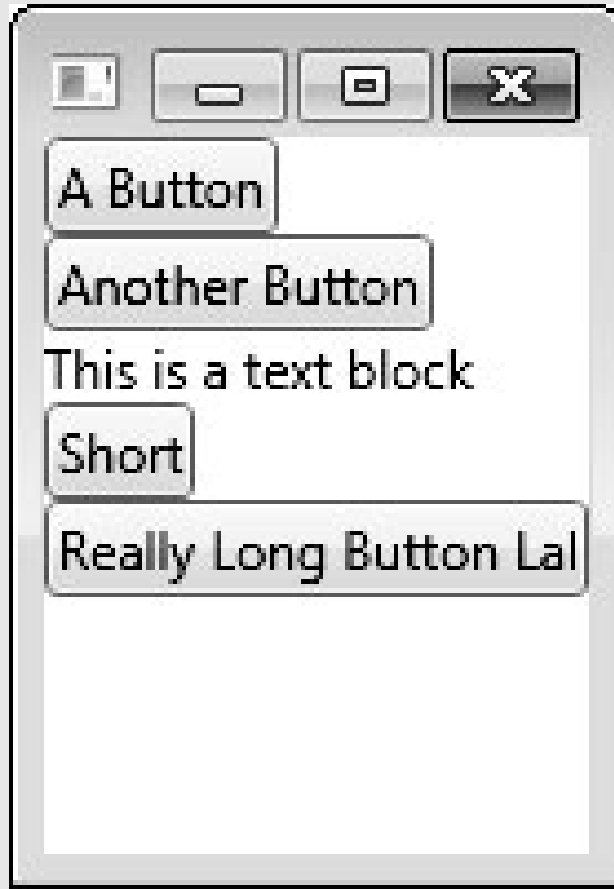 A Button
Another Button
This is a text block
Short
Really Long Button Lal